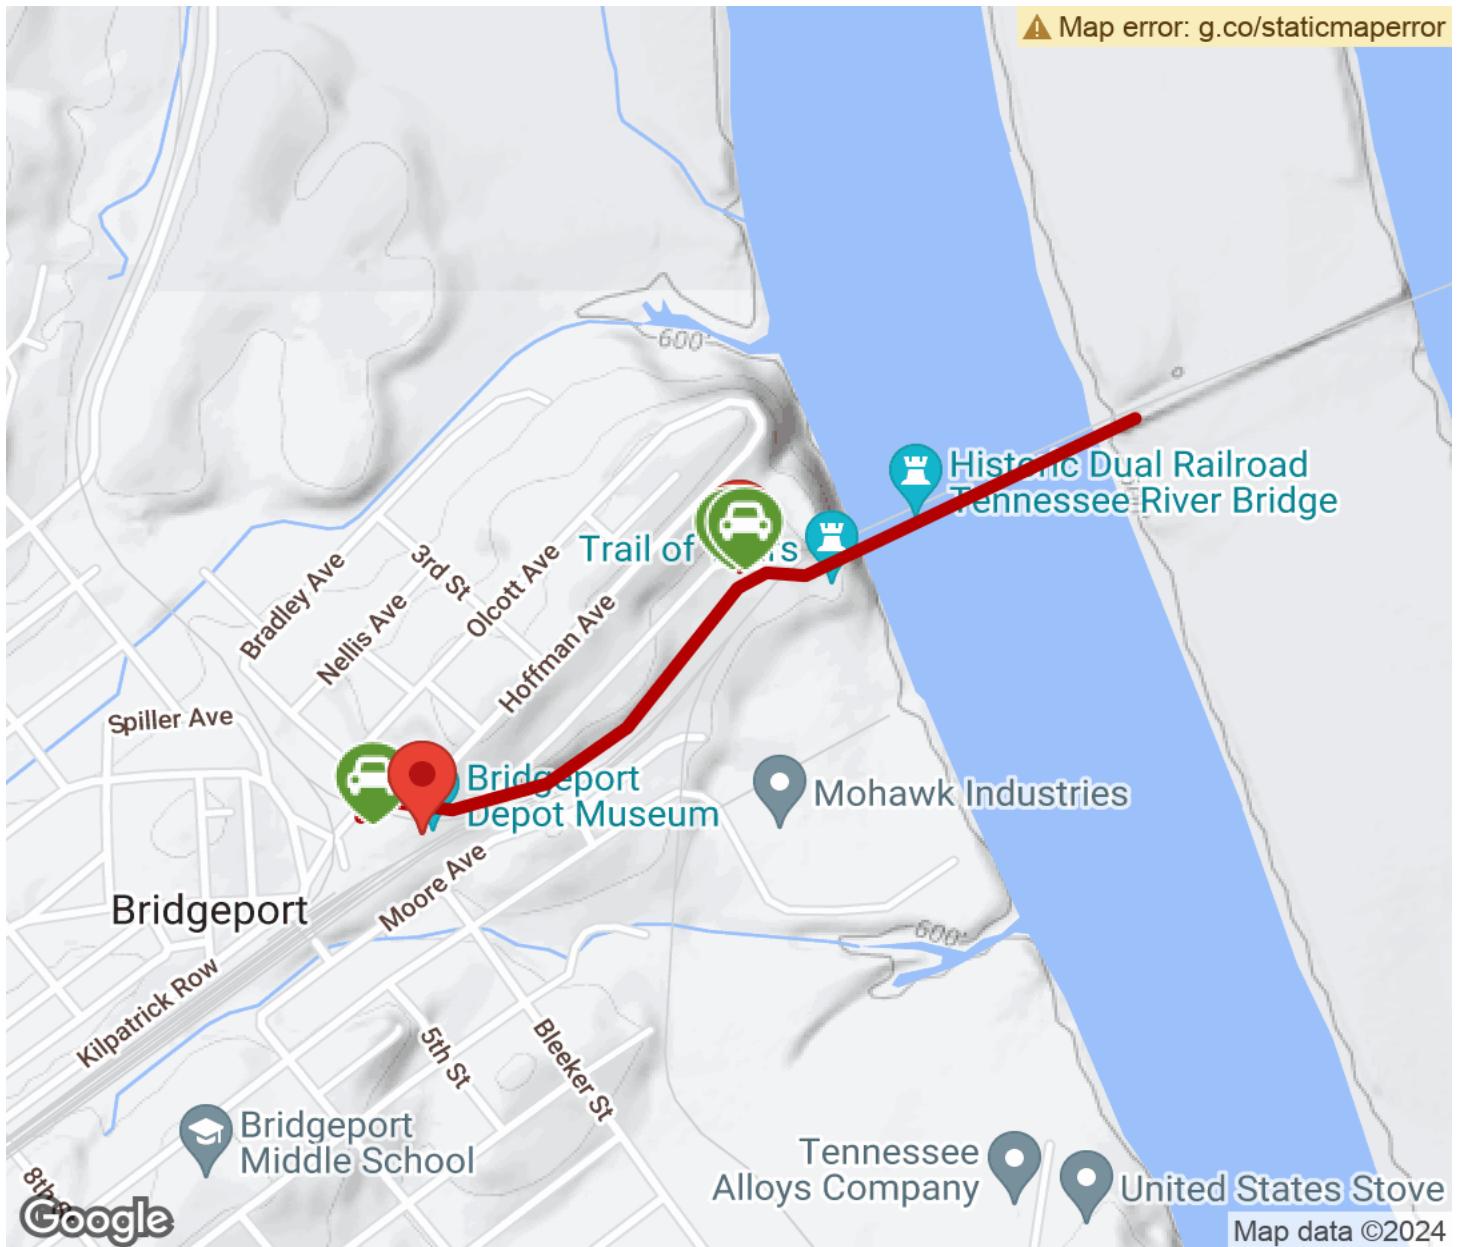 Map error: g.co/staticmaperror
600'
Historic Dual Railroad
Tennessee River Bridge
Trail of
3rd St
Bradley Ave
Olcott Ave
Nellis Ave
Hoffman Ave
Spiller Ave
Bridgeport
Depot Museum
Mohawk Industries
Moore Ave
Bridgeport
600'
Kilpatrick Row
5th St
Bleeker St
Bridgeport
Middle School
Tennessee
Alloys Company
United States Stove
Google
Map data ©2024